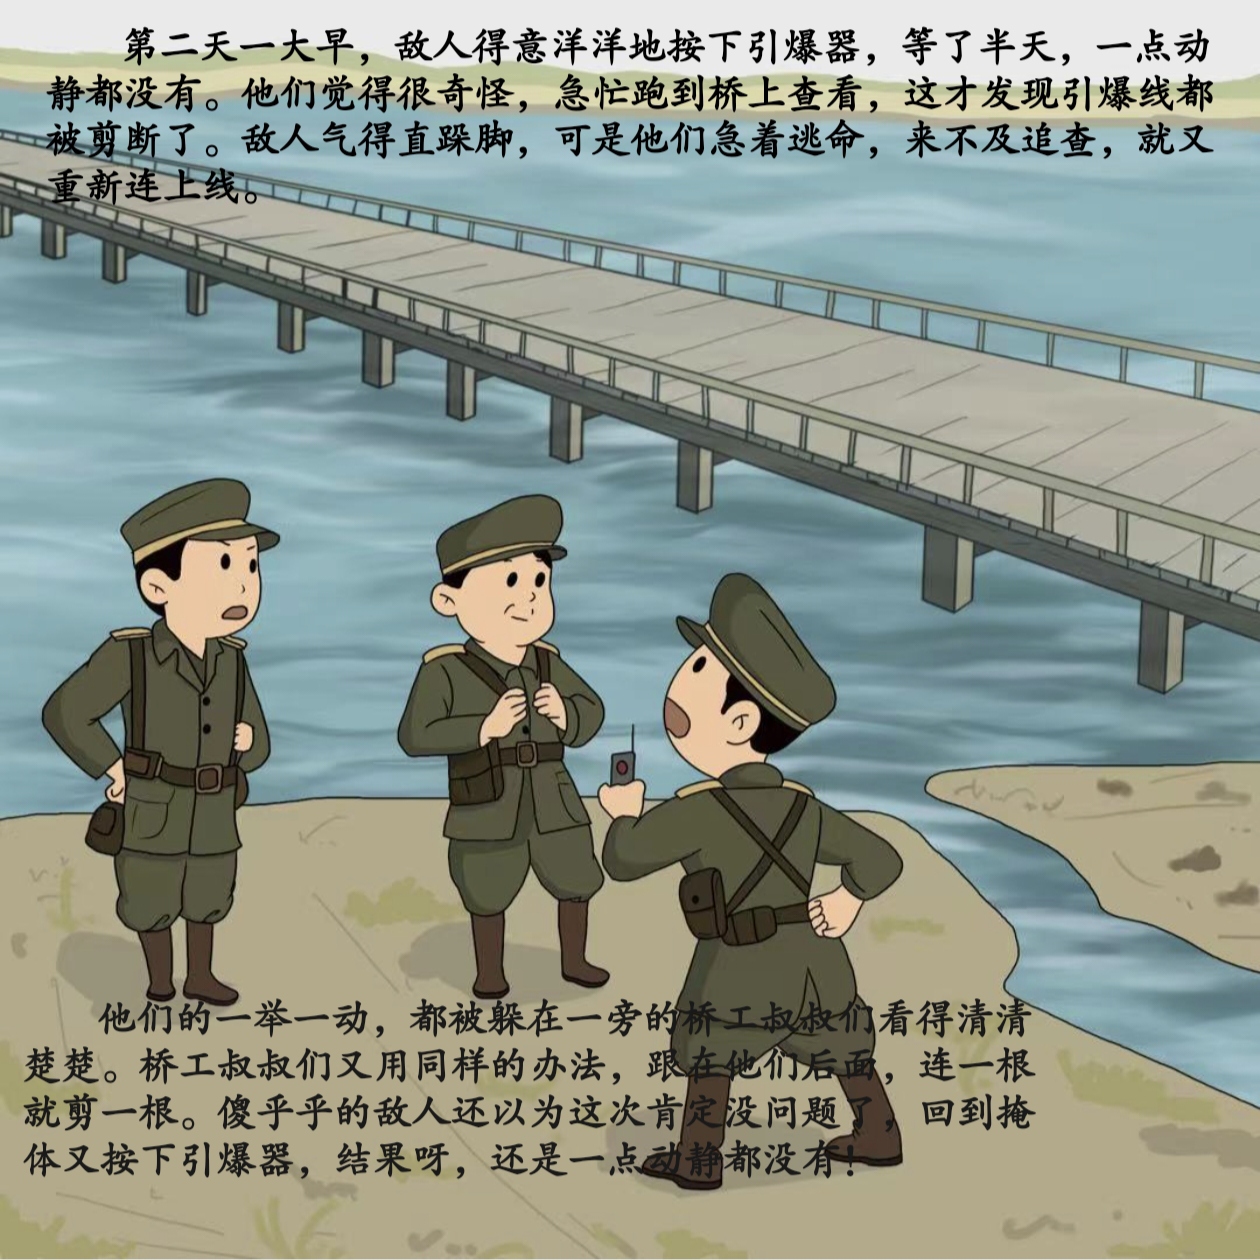 第二天一大早，敌人得意洋洋地按下引爆器，等了半天，一点动
静都没有。他们觉得很奇怪，急忙跑到桥上查看，这才发现引爆线都
被剪断了。敌人气得直跺脚，可是他们急着逃命，来不及追查，就又
重新连上线。
他们的一举一动，都被躲在一旁的桥工叔叔们看得清清
楚楚。桥工叔叔们又用同样的办法，跟在他们后面，连一根
就剪一根。傻乎乎的敌人还以为这次肯定没问题了，回到掩
体又按下引爆器，结果呀，还是一点动静都没有！